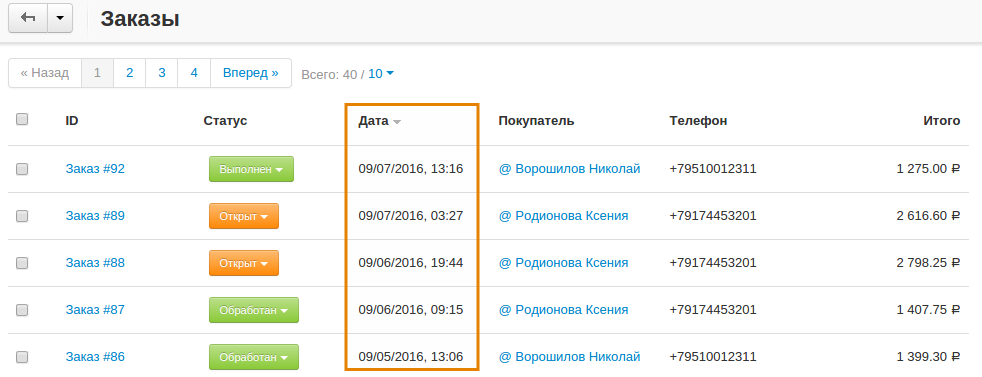 Заказы
« Назад 1 2 3 4 Вперед » Всего: 40 / 10
ID Статус Дата Покупатель Телефон Итого
Заказ #92 Выполнен 09/07/2016, 13:16 @ Ворошилов Николай +79510012311 1 275.00 ₽
Заказ #89 Открыт 09/07/2016, 03:27 @ Родионова Ксения +79174453201 2 616.60 ₽
Заказ #88 Открыт 09/06/2016, 19:44 @ Родионова Ксения +79174453201 2 798.25 ₽
Заказ #87 Обработан 09/06/2016, 09:15 @ Родионова Ксения +79174453201 1 407.75 ₽
Заказ #86 Обработан 09/05/2016, 13:06 @ Ворошилов Николай +79510012311 1 399.30 ₽